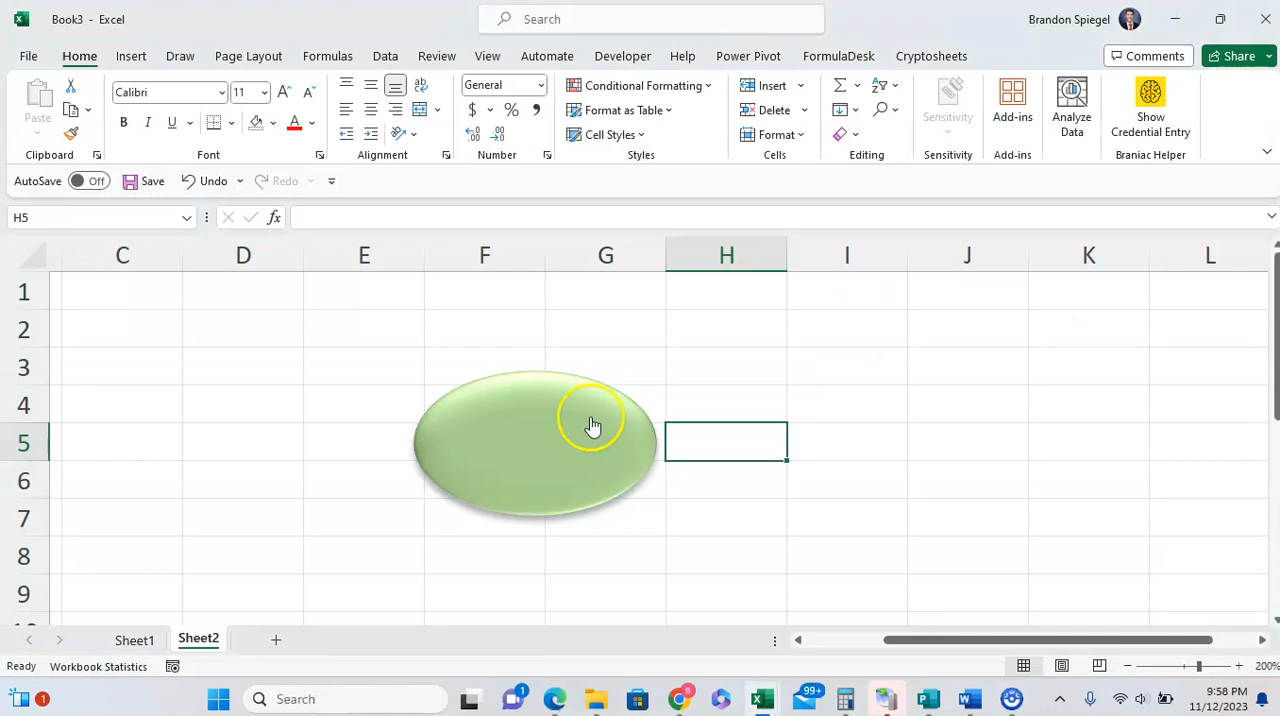 Book3 - Excel
Search
Brandon Spiegel
File Home Insert Draw Page Layout Formulas Data Review View Automate Developer Help Power Pivot FormulaDesk Cryptosheets Comments Share
Paste
Calibri 11
B I U
Clipboard
Font
Alignment
General
$ % ,
Number
Conditional Formatting
Format as Table
Cell Styles
Styles
Insert
Delete
Format
Cells
Editing
Sensitivity
Sensitivity
Add-ins
Add-ins
Analyze
Data
Show
Credential Entry
Braniac Helper
AutoSave Off Save Undo Redo
H5 fx
C D E F G H I J K L
1
2
3
4
5
6
7
8
9
Sheet1 Sheet2
Ready Workbook Statistics 200%
1 Search 1 99+ 9:58 PM
11/12/2023